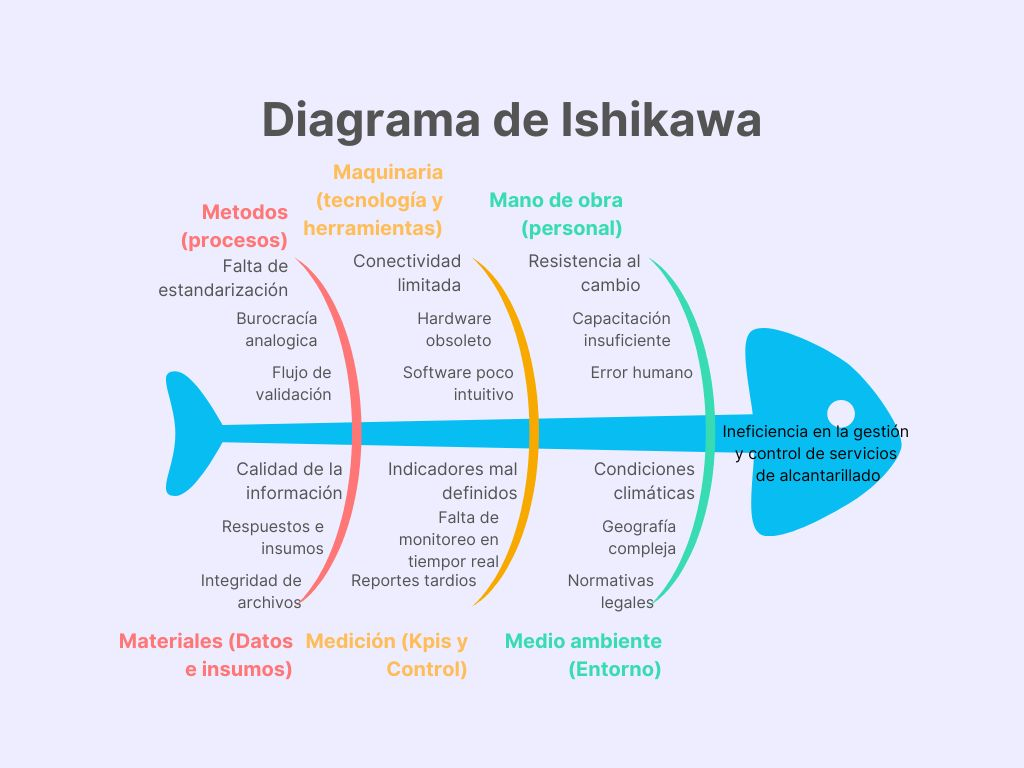 Diagrama de Ishikawa
Metodos
(procesos)
Falta de
estandarización
Burocracía
analogica
Flujo de
validación
Maquinaria
(tecnología y
herramientas)
Conectividad
limitada
Hardware
obsoleto
Software poco
intuitivo
Mano de obra
(personal)
Resistencia al
cambio
Capacitación
insuficiente
Error humano
Ineficiencia en la gestión
y control de servicios
de alcantarillado
Calidad de la
información
Respuestos e
insumos
Integridad de
archivos
Materiales (Datos
e insumos)
Indicadores mal
definidos
Falta de
monitoreo en
tiempor real
Reportes tardios
Medición (Kpis y
Control)
Condiciones
climáticas
Geografía
compleja
Normativas
legales
Medio ambiente
(Entorno)